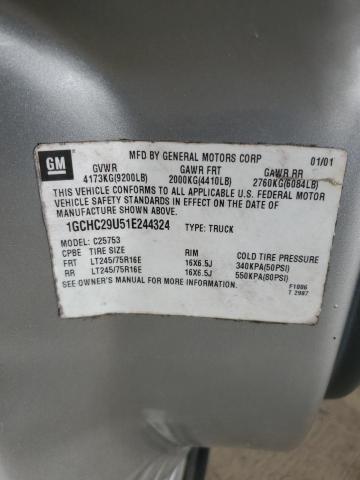 GM
MFD BY GENERAL MOTORS CORP 01/01
GVWR GAWR FRT GAWR RR
4173KG(9200LB) 2000KG(4410LB) 2760KG(6084LB)
THIS VEHICLE CONFORMS TO ALL APPLICABLE U.S. FEDERAL MOTOR
VEHICLE SAFETY STANDARDS IN EFFECT ON THE DATE OF
MANUFACTURE SHOWN ABOVE.
1GCHC29U51E244324 TYPE: TRUCK
MODEL: C25753
CPBE TIRE SIZE RIM COLD TIRE PRESSURE
FRT LT245/75R16E 16X6.5J 340KPA(50PSI)
RR LT245/75R16E 16X6.5J 550KPA(80PSI)
SEE OWNER'S MANUAL FOR MORE INFORMATION. F1006
T 2987